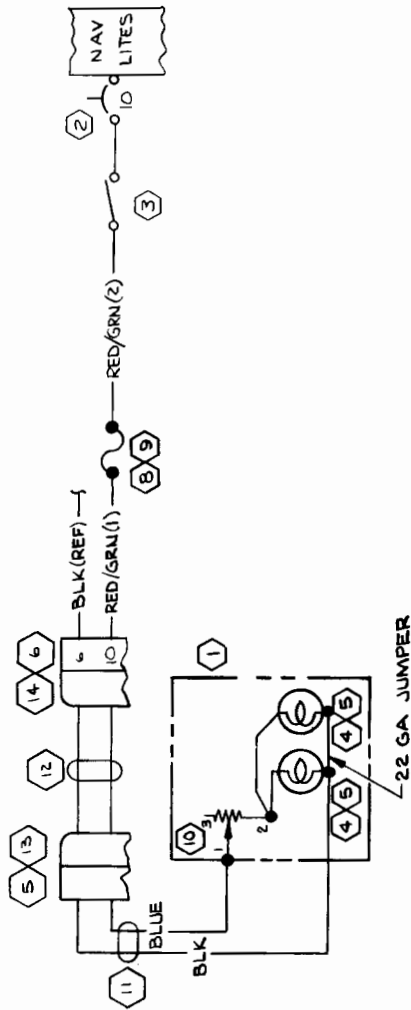 NAV
LITES
10
2
3
RED/GRN(2)
8 9
BLK(REF)
RED/GRN(1)
14 6
6
10
12
5 13
11
BLUE
BLK
1
10
3
1
2
4 5
4 5
22 GA JUMPER